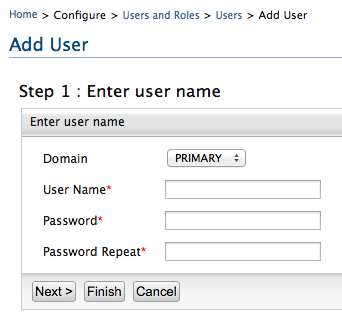 Home > Configure > Users and Roles > Users > Add User
Add User
Step 1 : Enter user name
Enter user name
Domain PRIMARY
User Name*
Password*
Password Repeat*
Next > Finish Cancel